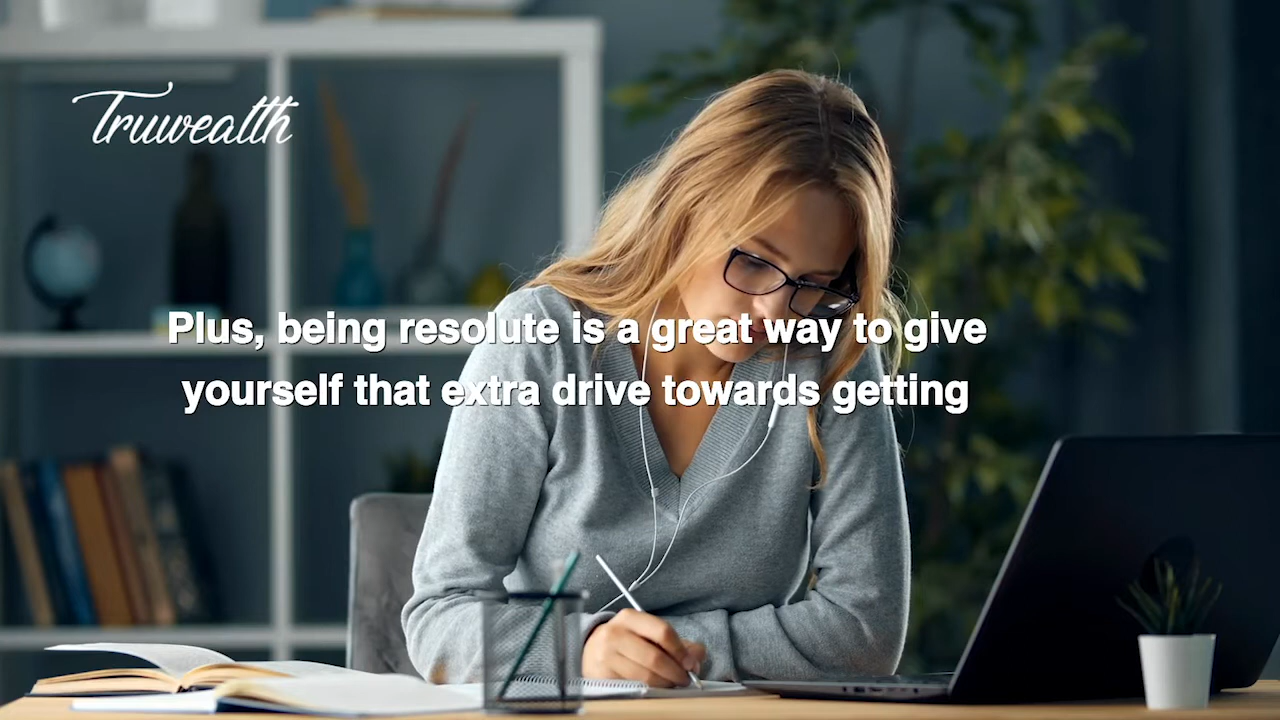 Truwealth
Plus, being resolute is a great way to give
yourself that extra drive towards getting